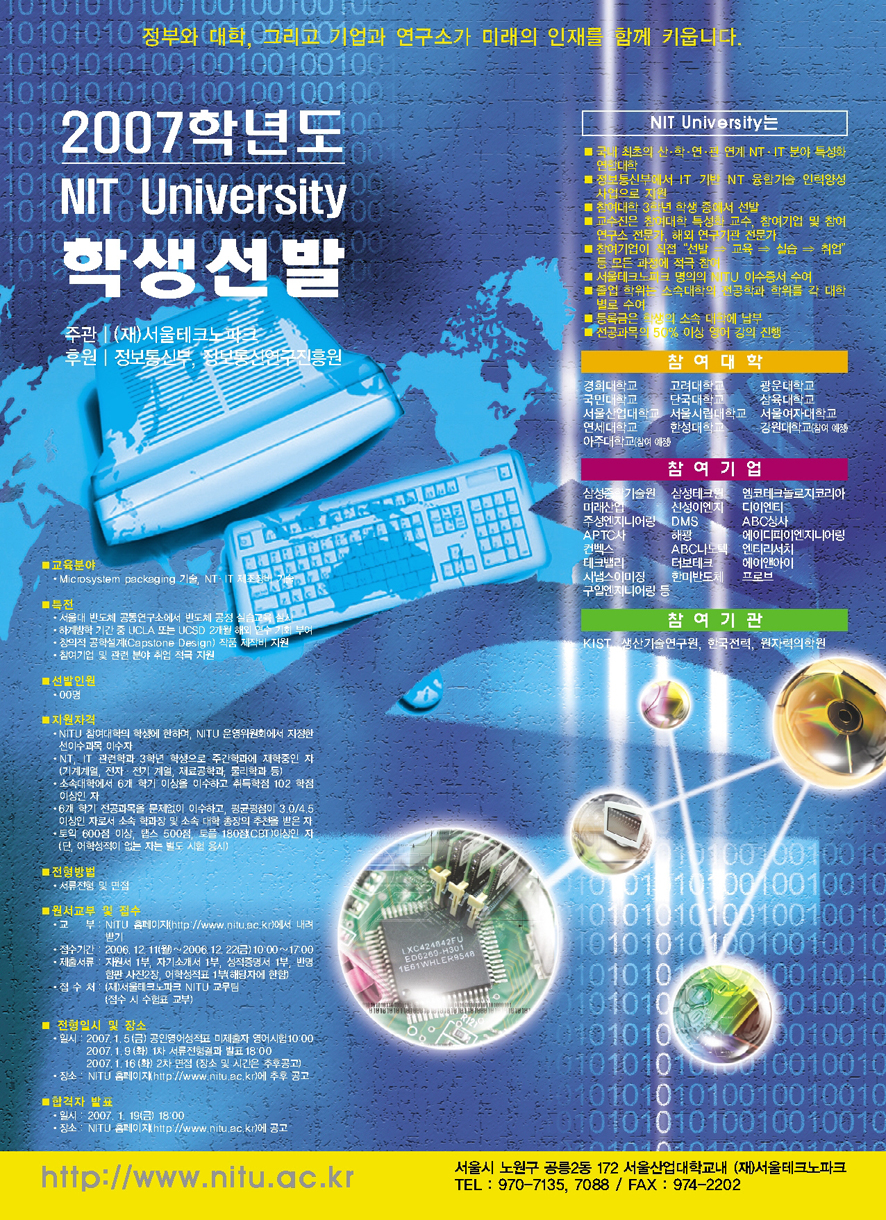 정부와 대학, 그리고 기업과 연구소가 미래의 인재를 함께 키웁니다.
2007학년도
NIT University
학생선발
주관 | (재)서울테크노파크
후원 | 정보통신부, 정보통신연구진흥원
■교육분야
· Microsystem packaging 기술, NT·IT 제조장비 기술
■특전
· 서울대 반도체 공동연구소에서 반도체 공정 실습교육 실시
· 하계방학 기간 중 UCLA 또는 UCSD 2개월 해외 연수 기회 부여
· 창의적 공학설계(Capstone Design) 작품 제작비 지원
· 참여기업 및 관련 분야 취업 적극 지원
■선발인원
· 00명
■지원자격
· NITU 참여대학의 학생에 한하며, NITU 운영위원회에서 지정한
선이수과목 이수자
· NT, IT 관련학과 3학년 학생으로 주간학과에 재학중인 자
(기계계열, 전자·전기 계열, 재료공학과, 물리학과 등)
· 소속대학에서 6개 학기 이상을 이수하고 취득학점 102 학점
이상인 자
· 6개 학기 전공과목을 문제없이 이수하고, 평균평점이 3.0/4.5
이상인 자로서 소속 학과장 및 소속 대학 총장의 추천을 받은 자
· 토익 600점 이상, 텝스 500점, 토플 180점(CBT)이상인 자
(단, 어학성적이 없는 자는 별도 시험 응시)
■전형방법
· 서류전형 및 면접
■원서교부 및 접수
· 교 부 : NITU 홈페이지(http://www.nitu.ac.kr)에서 내려
받기
· 접수기간 : 2006. 12. 11(월)~2006. 12. 22(금)10:00~17:00
· 제출서류 : 지원서 1부, 자기소개서 1부, 성적증명서 1부, 반명
함판 사진2장, 어학성적표 1부(해당자에 한함)
· 접 수 처 : (재)서울테크노파크 NITU 교무팀
(접수 시 수험표 교부)
■ 전형일시 및 장소
· 일시 : 2007. 1. 5(금) 공인영어성적표 미제출자 영어시험10:00
2007. 1. 9 (화) 1차 서류전형결과 발표 18:00
2007. 1. 16 (화) 2차 면접 (장소 및 시간은 추후공고)
· 장소 : NITU 홈페이지(http://www.nitu.ac.kr)에 추후 공고
■합격자 발표
· 일시 : 2007. 1. 19(금) 18:00
· 장소 : NITU 홈페이지(http://www.nitu.ac.kr)에 공고
NIT University는
■ 국내 최초의 산·학·연·관 연계 NT·IT 분야 특성화
연합대학
■ 정보통신부에서 IT 기반 NT 융합기술 인력양성
사업으로 지원
■ 참여대학 3학년 학생 중에서 선발
■ 교수진은 참여대학 특성화 교수, 참여기업 및 참여
연구소 전문가, 해외 연구기관 전문가
■ 참여기업이 직접 “선발 ⇒ 교육 ⇒ 실습 ⇒ 취업”
등 모든 과정에 적극 참여
■ 서울테크노파크 명의의 NITU 이수증서 수여
■ 졸업 학위는 소속대학의 전공학과 학위를 각 대학
별로 수여
■ 등록금은 학생의 소속 대학에 납부
■ 전공과목의 50% 이상 영어 강의 진행
참 여 대 학
경희대학교 고려대학교 광운대학교
국민대학교 단국대학교 삼육대학교
서울산업대학교 서울시립대학교 서울여자대학교
연세대학교 한성대학교 강원대학교(참여 예정)
아주대학교(참여 예정)
참 여 기 업
삼성종합기술원 삼성테크윈 엠코테크놀로지코리아
미래산업 신성이엔지 디이엔티
주성엔지니어링 DMS ABC상사
APTC사 해광 에이디피이엔지니어링
컨벡스 ABC나노텍 엔티리서치
테크밸리 터보테크 에이앤아이
시냅스이미징 한미반도체 프로브
구일엔지니어링 등
참 여 기 관
KIST, 생산기술연구원, 한국전력, 원자력의학원
LXC424642FU
ED0269-H301
1E61WHLER9548
http://www.nitu.ac.kr
서울시 노원구 공릉2동 172 서울산업대학교내 (재)서울테크노파크
TEL : 970-7135, 7088 / FAX : 974-2202